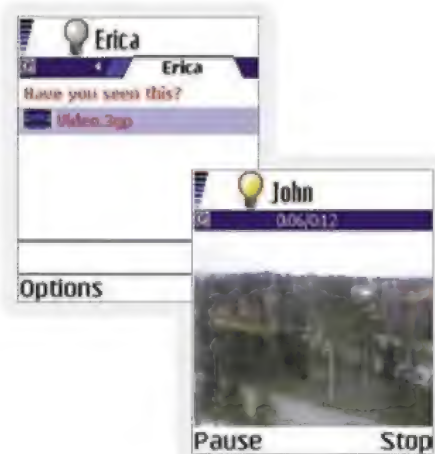 Erica
Erica
Have you seen this?
Video.3gp
Options
John
0:06/0:12
Pause
Stop